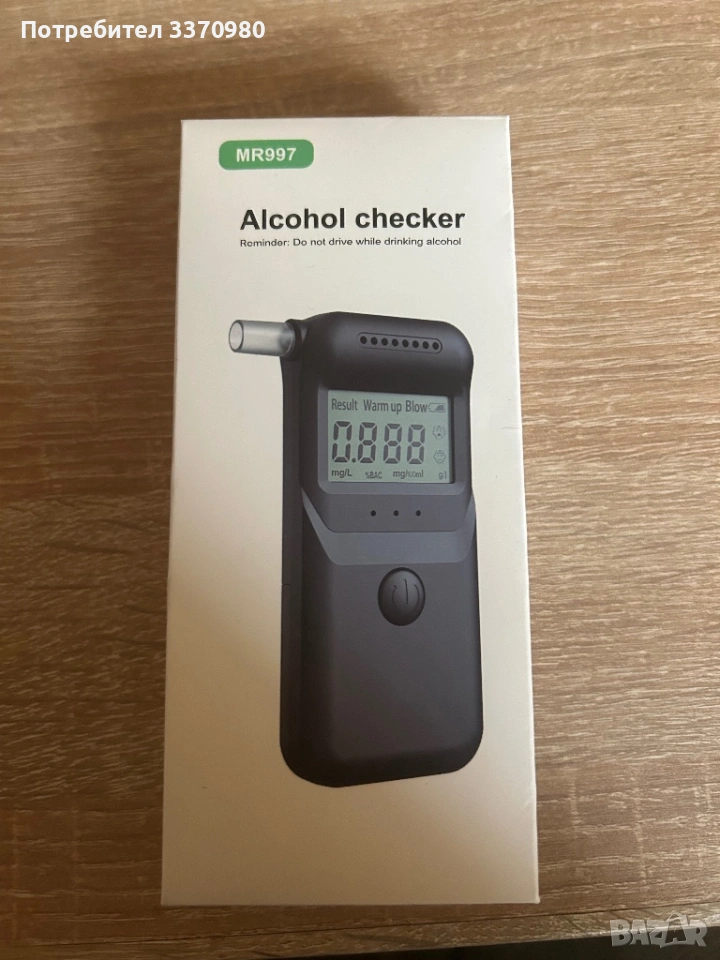 Потребител 3370980
MR997
Alcohol checker
Reminder: Do not drive while drinking alcohol
Result Warm up Blow
0.888
mg/L %BAC mg/100ml g/l
BAZAR